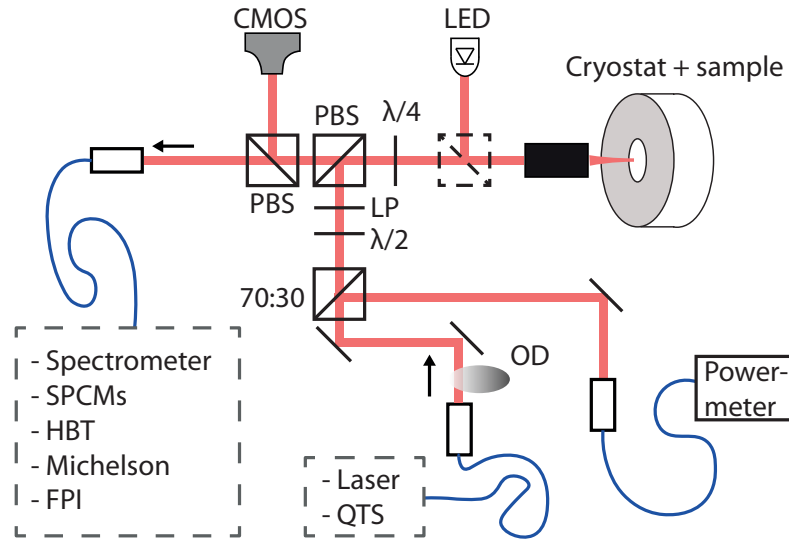 CMOS
LED
Cryostat + sample
PBS
λ/4
PBS
LP
λ/2
70:30
OD
Power-
meter
- Spectrometer
- SPCMs
- HBT
- Michelson
- FPI
- Laser
- QTS